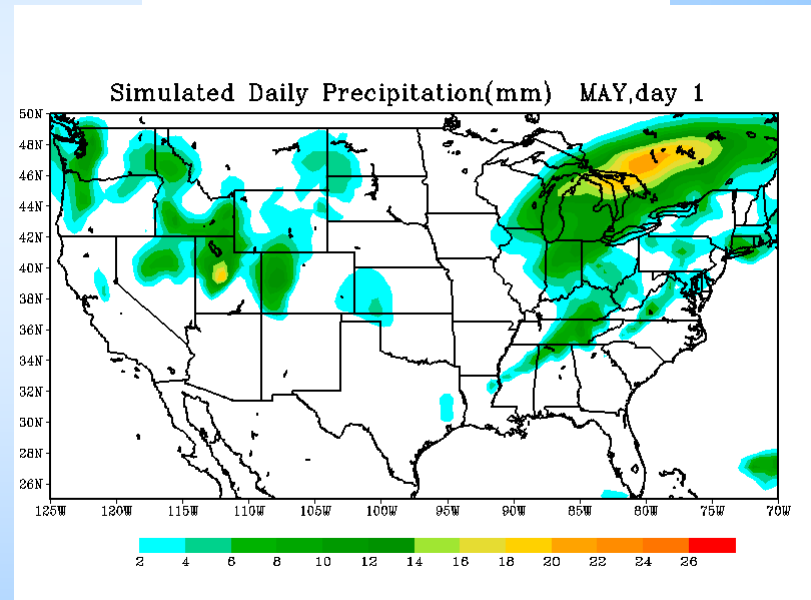 Simulated Daily Precipitation(mm) MAY,day 1
50N
48N
46N
44N
42N
40N
38N
36N
34N
32N
30N
28N
26N
125W 120W 115W 110W 105W 100W 95W 90W 85W 80W 75W 70W
2 4 6 8 10 12 14 16 18 20 22 24 26